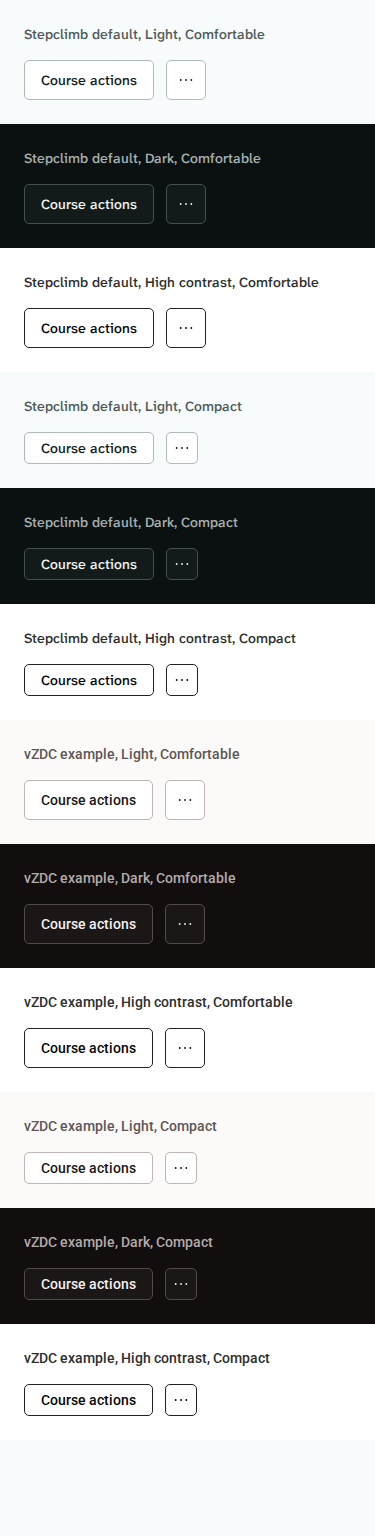 Stepclimb default, Light, Comfortable
Course actions ···
Stepclimb default, Dark, Comfortable
Course actions ···
Stepclimb default, High contrast, Comfortable
Course actions ···
Stepclimb default, Light, Compact
Course actions ···
Stepclimb default, Dark, Compact
Course actions ···
Stepclimb default, High contrast, Compact
Course actions ···
vZDC example, Light, Comfortable
Course actions ···
vZDC example, Dark, Comfortable
Course actions ···
vZDC example, High contrast, Comfortable
Course actions ···
vZDC example, Light, Compact
Course actions ···
vZDC example, Dark, Compact
Course actions ···
vZDC example, High contrast, Compact
Course actions ···